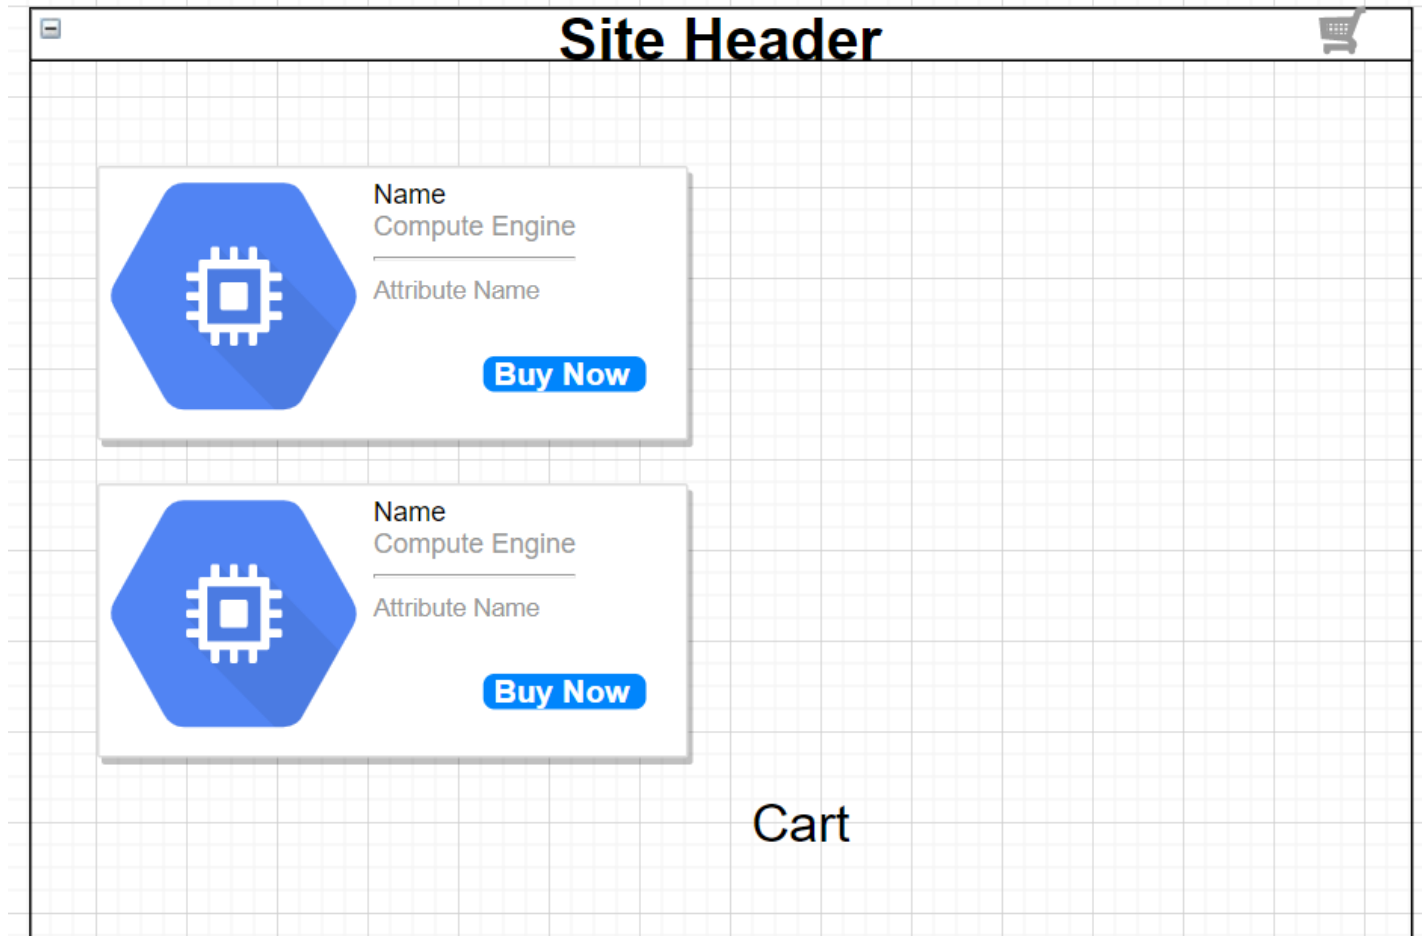 Site Header
Name
Compute Engine
Attribute Name
Buy Now
Name
Compute Engine
Attribute Name
Buy Now
Cart